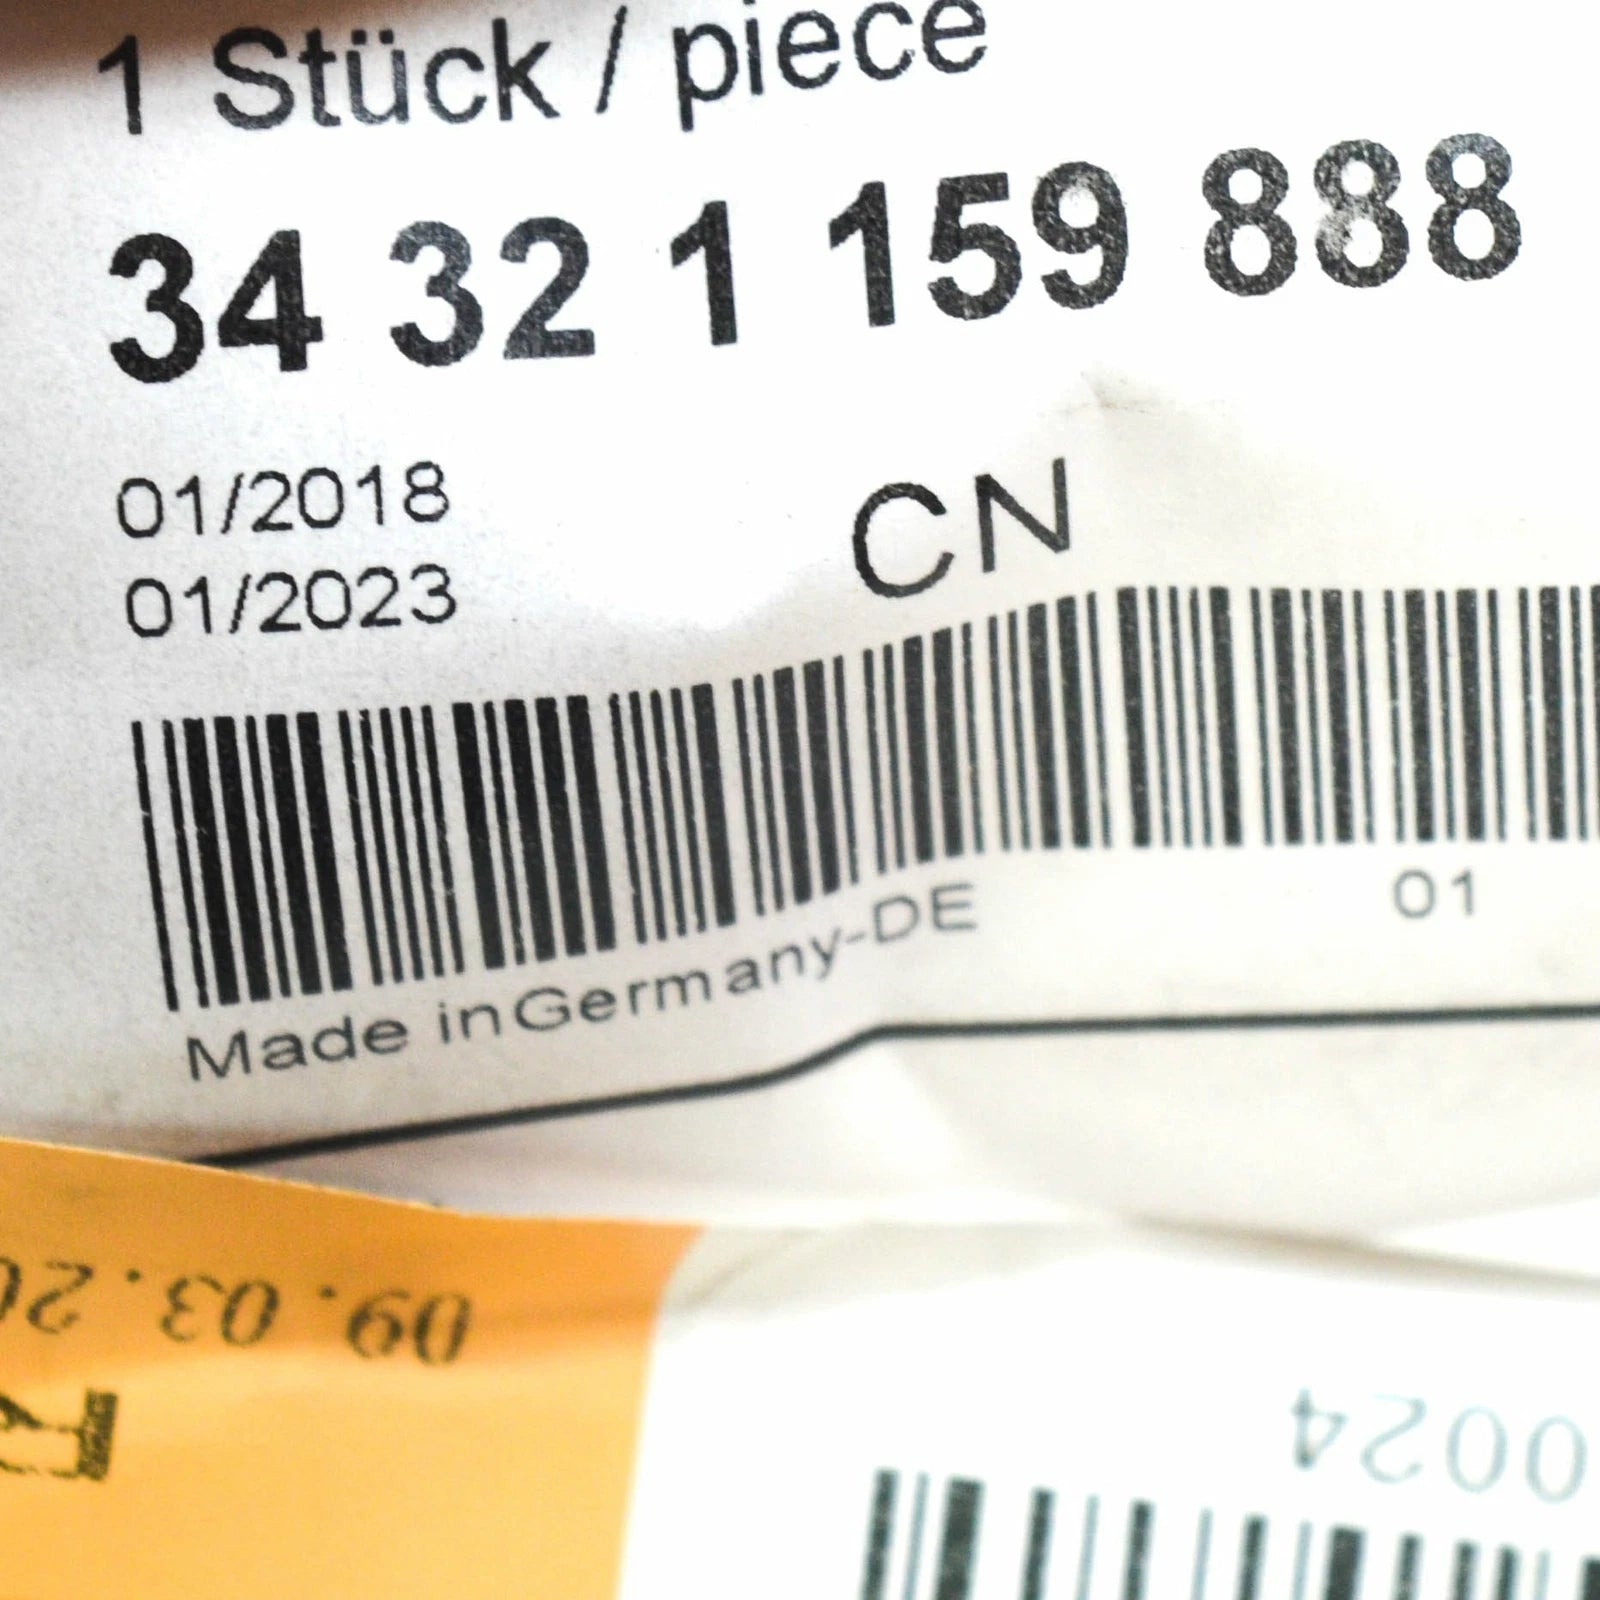 1 Stück / piece
34 32 1 159 888
01/2018
01/2023
CN
01
Made inGermany-DE
09.03.20
0024